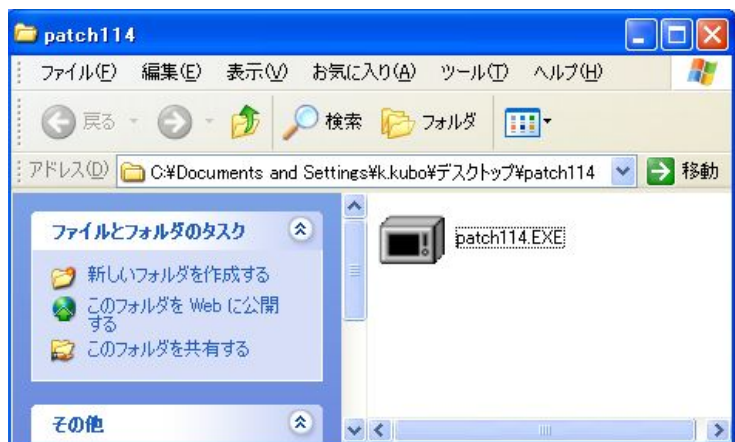 patch114
ファイル(F) 編集(E) 表示(V) お気に入り(A) ツール(T) ヘルプ(H)
戻る 検索 フォルダ
アドレス(D) C:¥Documents and Settings¥k.kubo¥デスクトップ¥patch114 移動
ファイルとフォルダのタスク
新しいフォルダを作成する
このフォルダを Web に公開
する
このフォルダを共有する
その他
patch114.EXE